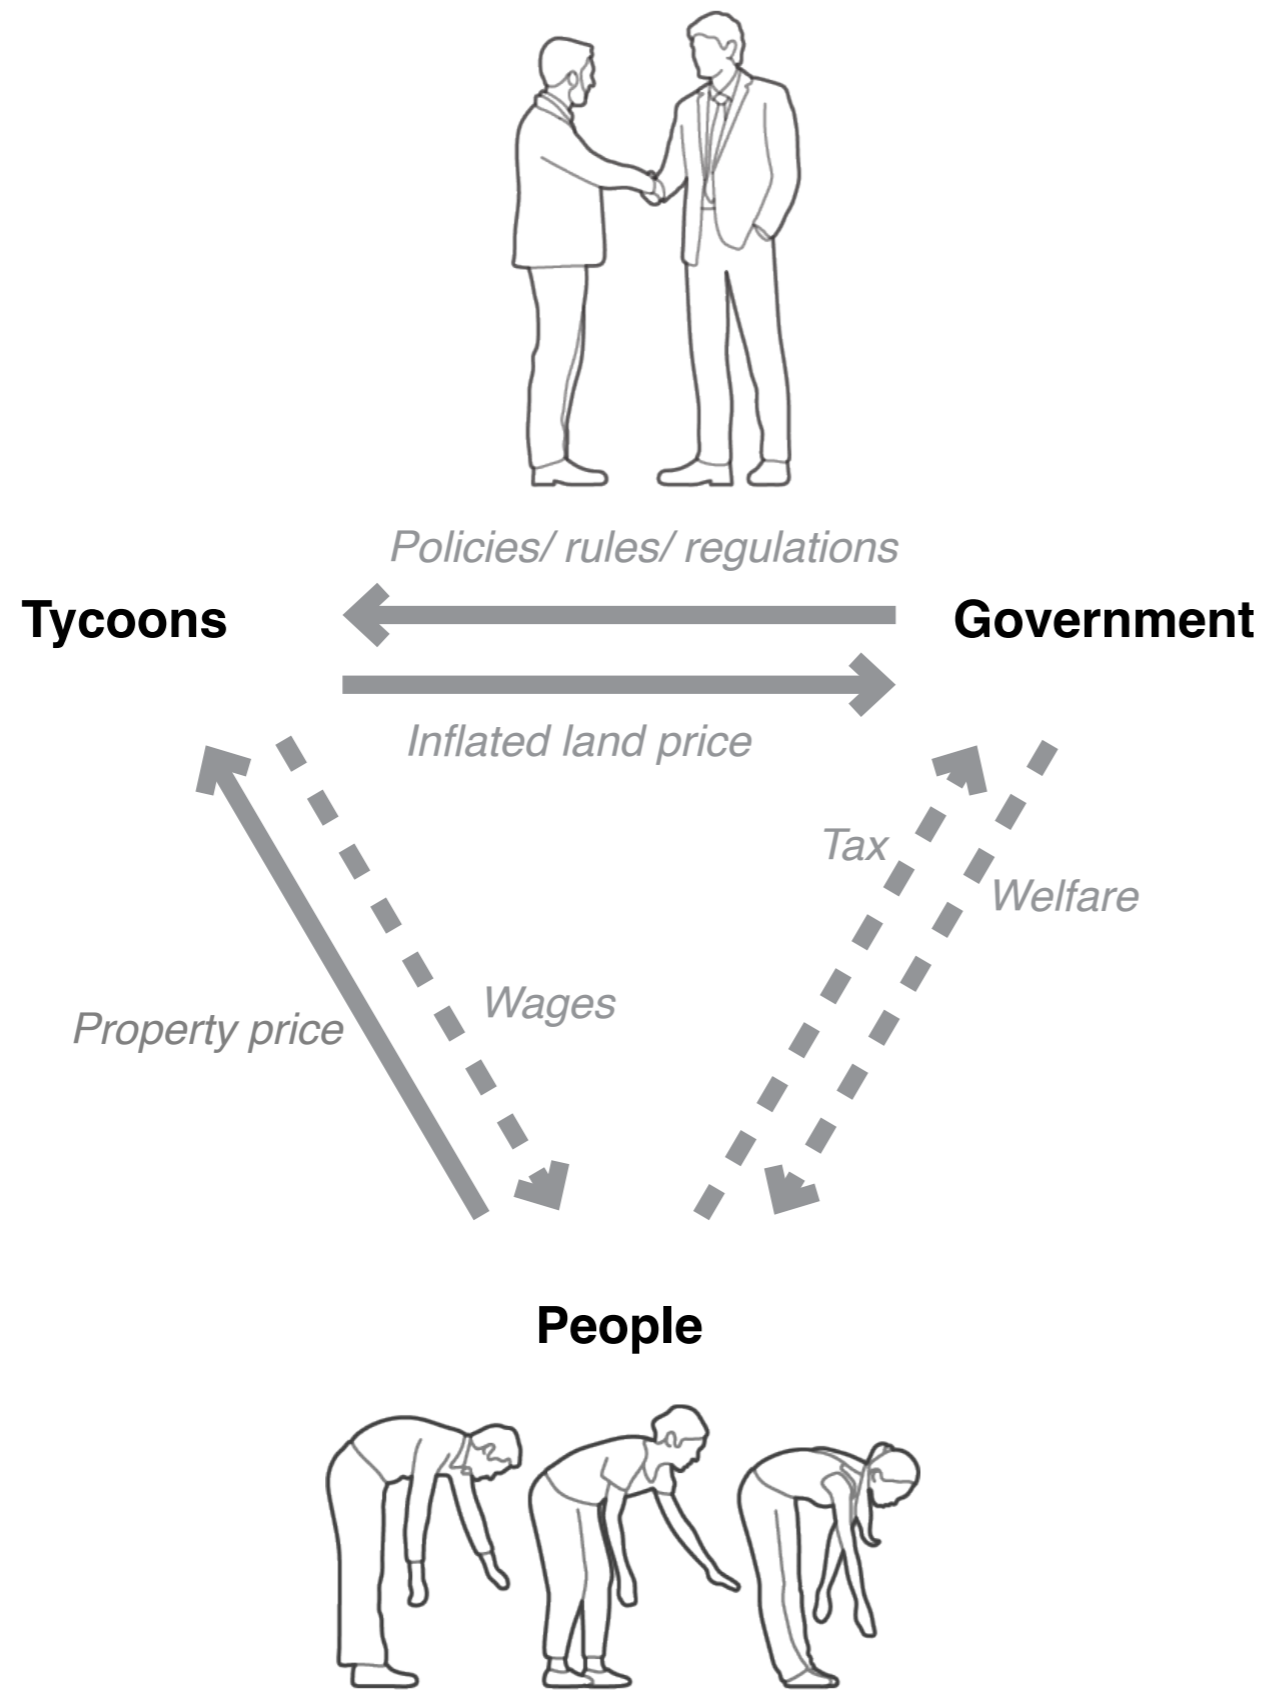 Policies/ rules/ regulations
Tycoons
Government
Inflated land price
Tax
Welfare
Wages
Property price
People